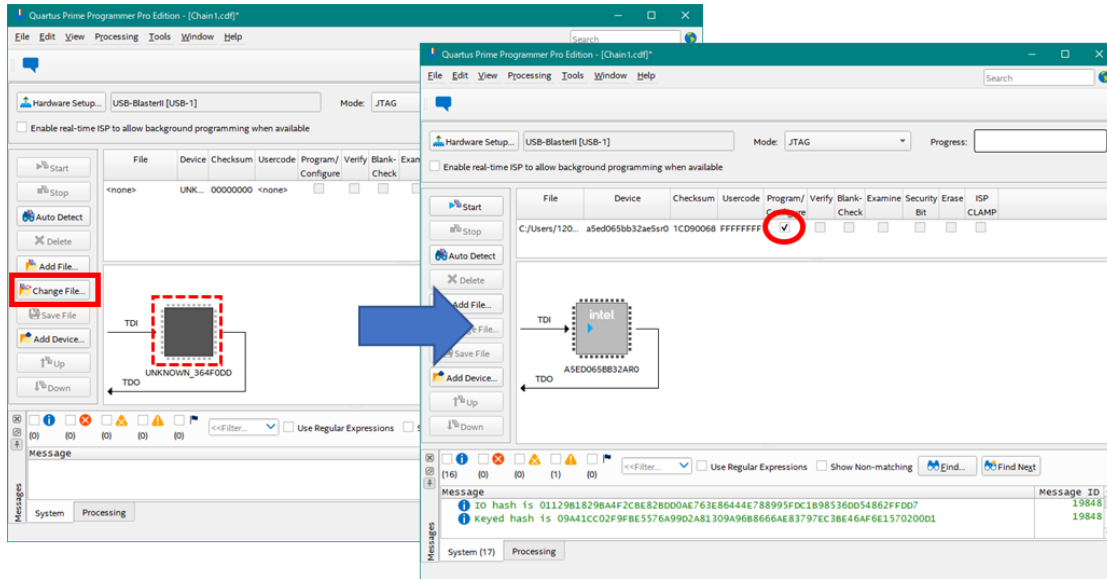 Quartus Prime Programmer Pro Edition - [Chain1.cdf]*
File Edit View Processing Tools Window Help
Search
Hardware Setup... USB-BlasterII [USB-1] Mode: JTAG
Enable real-time ISP to allow background programming when available
File Device Checksum Usercode Program/ Configure Verify Blank- Check Exam
<none> UNK... 00000000 <none>
Start
Stop
Auto Detect
Delete
Add File...
Change File...
Save File
Add Device...
Up
Down
TDI
UNKNOWN_364F0DD
TDO
(0) (0) (0) (0) (0) <<Filter... Use Regular Expressions S
Message
Messages
System Processing
Quartus Prime Programmer Pro Edition - [Chain1.cdf]*
File Edit View Processing Tools Window Help
Search
Hardware Setup... USB-BlasterII [USB-1] Mode: JTAG Progress:
Enable real-time ISP to allow background programming when available
File Device Checksum Usercode Program/ Configure Verify Blank- Check Examine Security Bit Erase ISP CLAMP
C:/Users/120... a5ed065bb32ae5sr0 1CD90068 FFFFFFFF
Start
Stop
Auto Detect
Delete
Add File...
File...
Save File
Add Device...
Up
Down
TDI
intel
A5ED065BB32AR0
TDO
(16) (0) (0) (1) (0) <<Filter... Use Regular Expressions Show Non-matching Find... Find Next
Message Message ID
IO hash is 01129B1829BA4F2CBE82BDD0AE763E86444E788995FDC1B98536DD54862FFDD7 19848
Keyed hash is 09A41CC02F9FBE5576A99D2A81309A96B8666AE83797EC3BE46AF6E1570200D1 19848
Messages
System (17) Processing